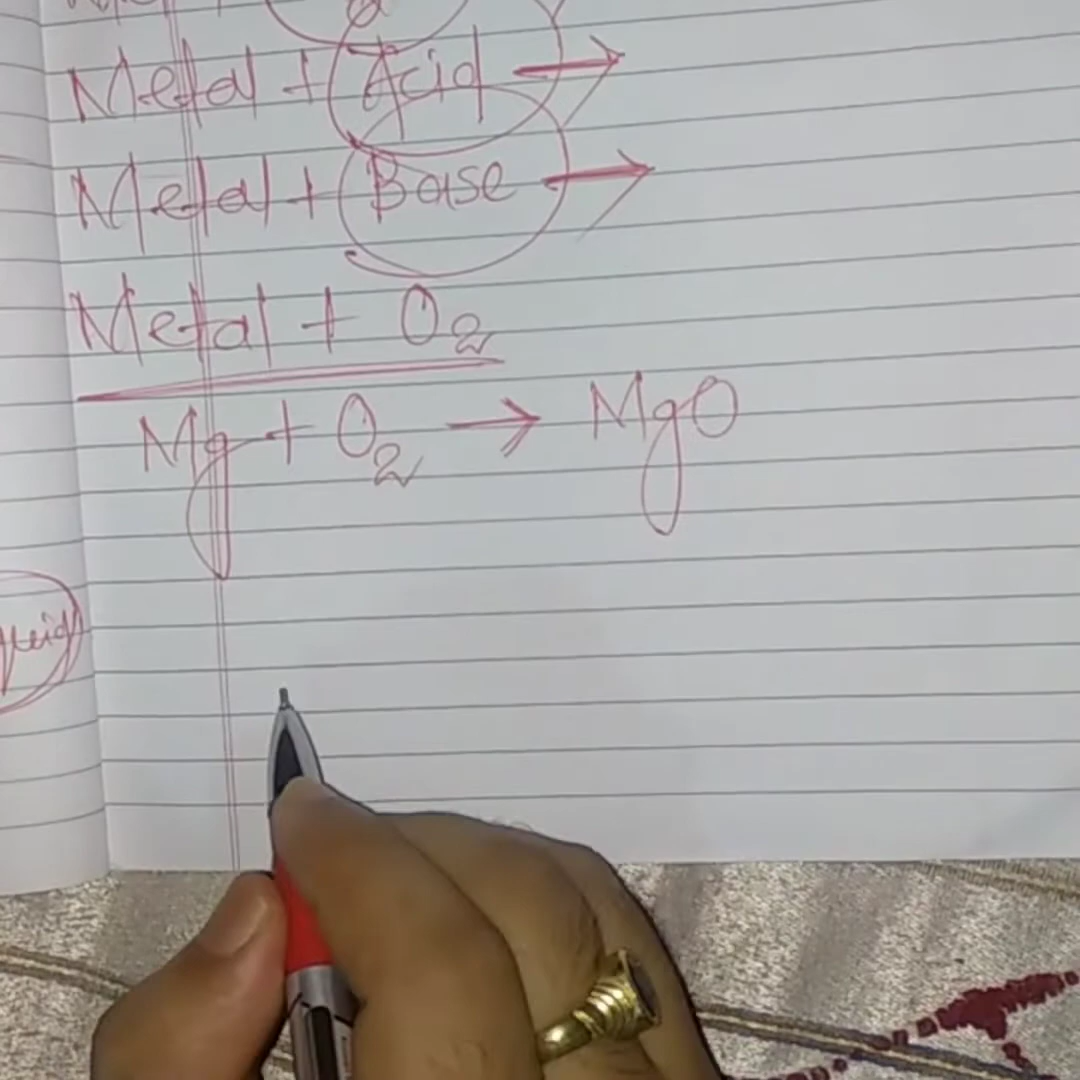 Metal + Acid →
Metal + Base →
Metal + O₂
Mg + O₂ → MgO